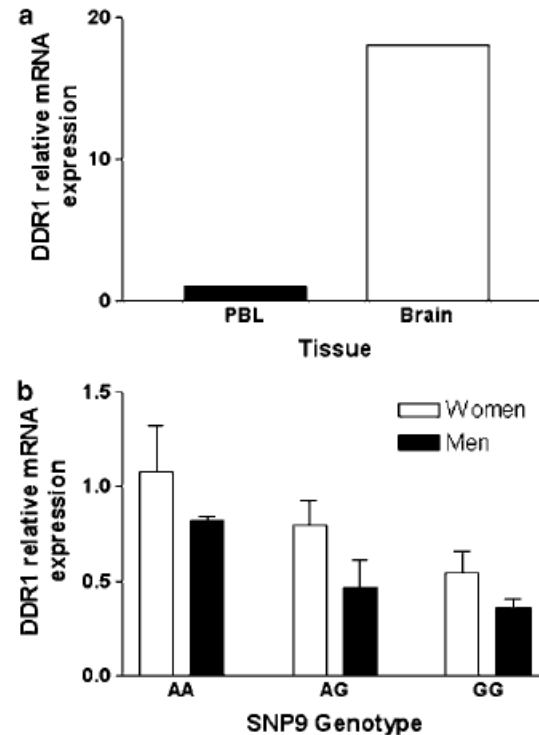 a
DDR1 relative mRNA
expression
20
10
0
PBL Brain
Tissue
b
DDR1 relative mRNA
expression
1.5
1.0
0.5
0.0
Women
Men
AA AG GG
SNP9 Genotype